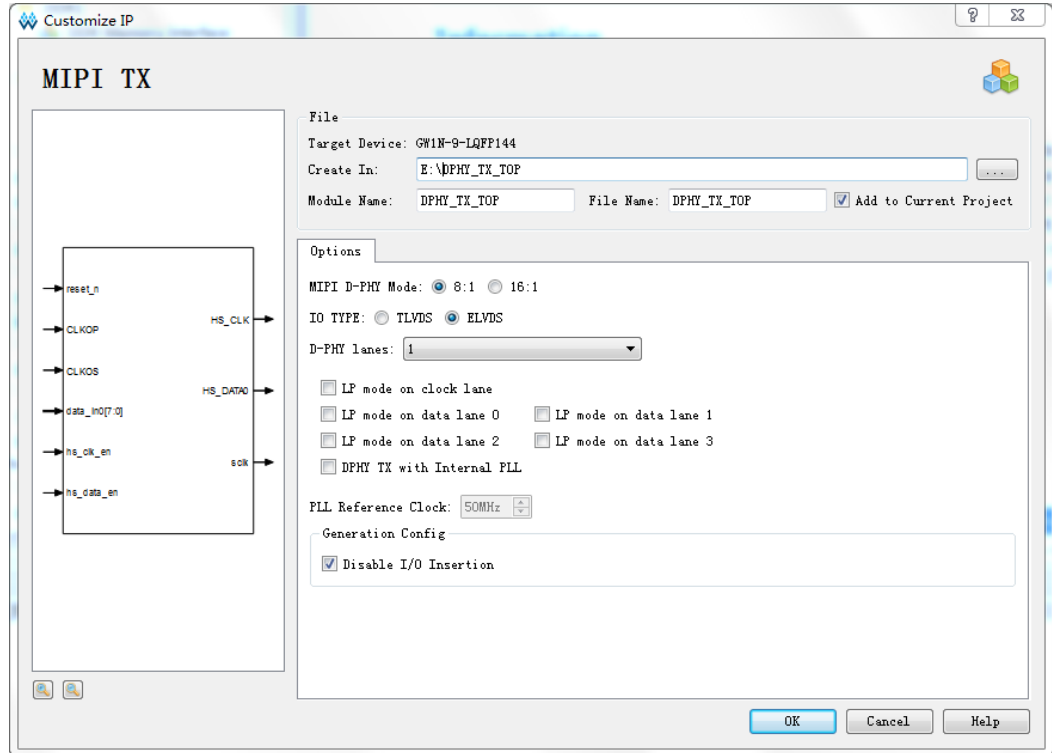 Customize IP
MIPI TX
File
Target Device: GW1N-9-LQFP144
Create In: E:\DPHY_TX_TOP ...
Module Name: DPHY_TX_TOP File Name: DPHY_TX_TOP Add to Current Project
Options
MIPI D-PHY Mode: 8:1 16:1
IO TYPE: TLVDS ELVDS
D-PHY lanes: 1
LP mode on clock lane
LP mode on data lane 0 LP mode on data lane 1
LP mode on data lane 2 LP mode on data lane 3
DPHY TX with Internal PLL
PLL Reference Clock: 50MHz
Generation Config
Disable I/O Insertion
reset_n
CLKOP
CLKOS
data_in0[7:0]
hs_clk_en
hs_data_en
HS_CLK
HS_DATA0
sclk
OK Cancel Help